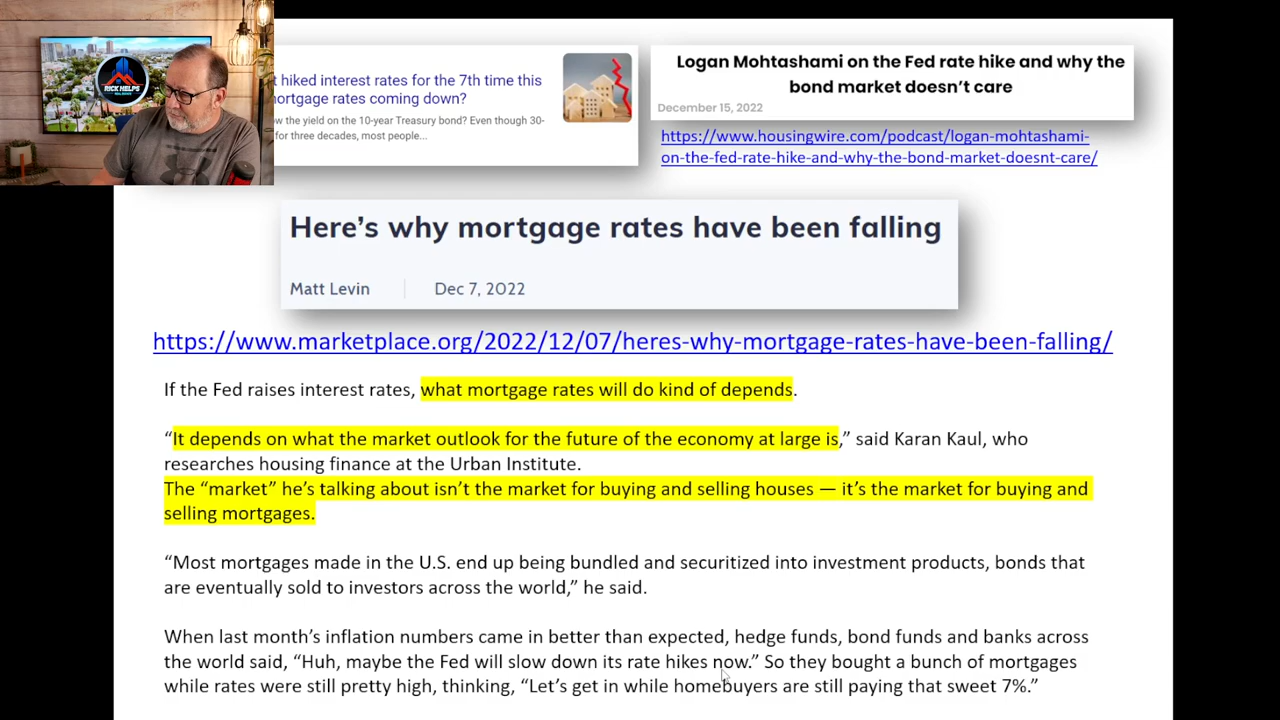 RICK HELPS
REAL ESTATE
hiked interest rates for the 7th time this
mortgage rates coming down?
the yield on the 10-year Treasury bond? Even though 30-
for three decades, most people...
Logan Mohtashami on the Fed rate hike and why the
bond market doesn’t care
December 15, 2022
https://www.housingwire.com/podcast/logan-mohtashami-
on-the-fed-rate-hike-and-why-the-bond-market-doesnt-care/
Here’s why mortgage rates have been falling
Matt Levin
Dec 7, 2022
https://www.marketplace.org/2022/12/07/heres-why-mortgage-rates-have-been-falling/
If the Fed raises interest rates, what mortgage rates will do kind of depends.
“It depends on what the market outlook for the future of the economy at large is,” said Karan Kaul, who
researches housing finance at the Urban Institute.
The “market” he’s talking about isn’t the market for buying and selling houses — it’s the market for buying and
selling mortgages.
“Most mortgages made in the U.S. end up being bundled and securitized into investment products, bonds that
are eventually sold to investors across the world,” he said.
When last month’s inflation numbers came in better than expected, hedge funds, bond funds and banks across
the world said, “Huh, maybe the Fed will slow down its rate hikes now.” So they bought a bunch of mortgages
while rates were still pretty high, thinking, “Let’s get in while homebuyers are still paying that sweet 7%.”